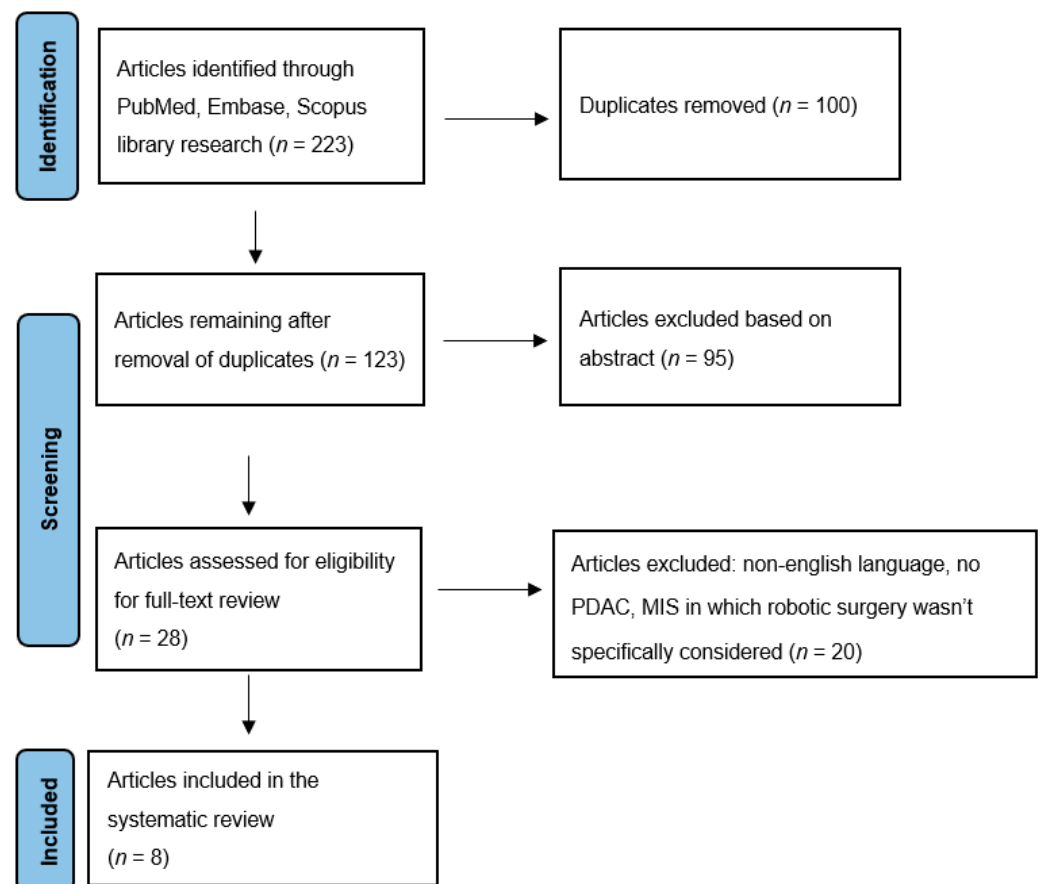 Identification
Articles identified through
PubMed, Embase, Scopus
library research (n = 223)
Duplicates removed (n = 100)
Screening
Articles remaining after
removal of duplicates (n = 123)
Articles excluded based on
abstract (n = 95)
Articles assessed for eligibility
for full-text review
(n = 28)
Articles excluded: non-english language, no
PDAC, MIS in which robotic surgery wasn’t
specifically considered (n = 20)
Included
Articles included in the
systematic review
(n = 8)